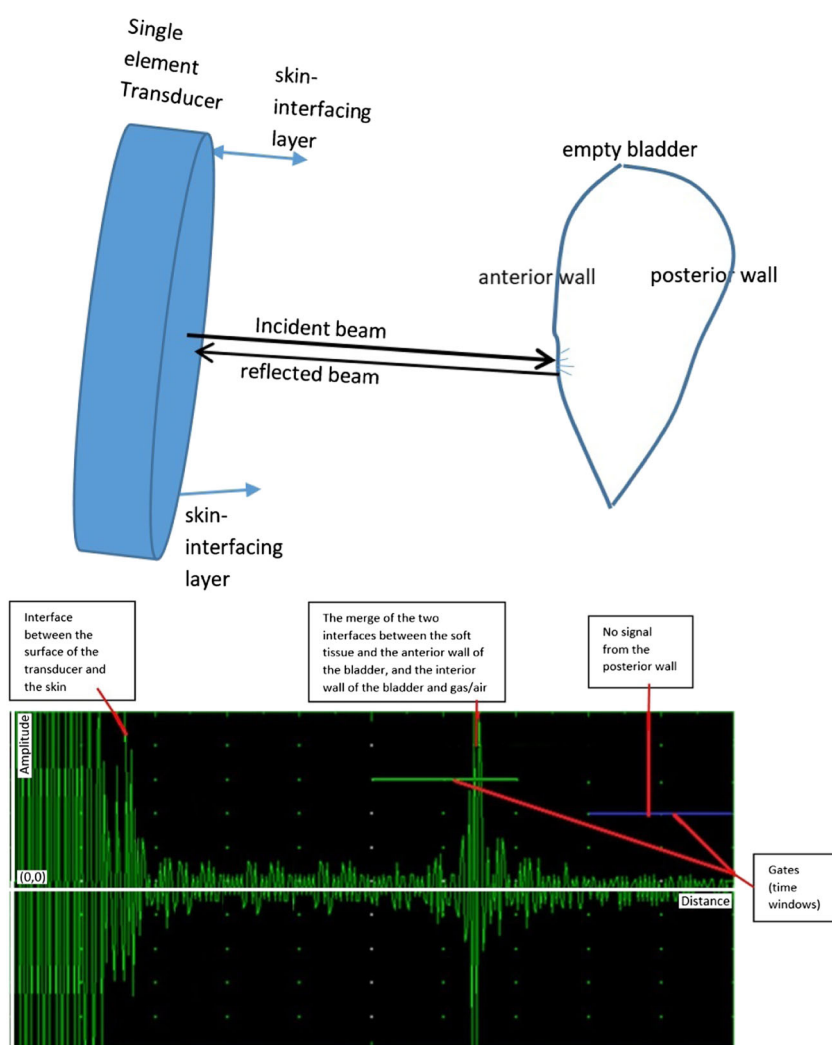 Single
element
Transducer
skin-
interfacing
layer
empty bladder
anterior wall
posterior wall
Incident beam
reflected beam
skin-
interfacing
layer
Interface
between the
surface of the
transducer and
the skin
The merge of the two
interfaces between the soft
tissue and the anterior wall of
the bladder, and the interior
wall of the bladder and gas/air
No signal
from the
posterior wall
Amplitude
(0,0)
Distance
Gates
(time
windows)